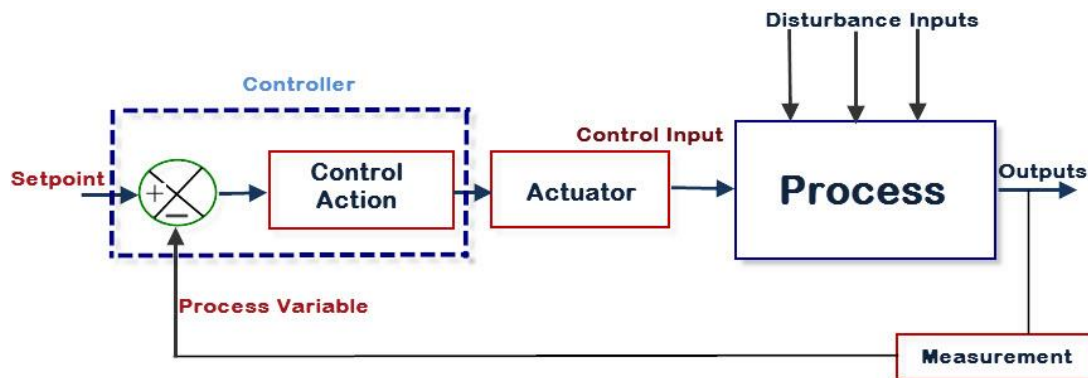 Disturbance Inputs
Controller
Control Input
Setpoint
+
Control
Action
Actuator
Process
Outputs
−
Process Variable
Measurement